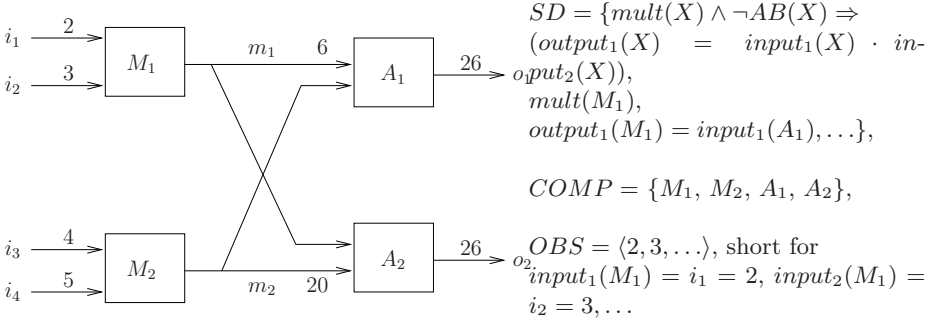 i₁ 2
i₂ 3
M₁
m₁ 6
A₁
26 o₁
i₃ 4
i₄ 5
M₂
m₂ 20
A₂
26 o₂
SD = {mult(X) ∧ ¬AB(X) ⇒
(output₁(X) = input₁(X) · in-
put₂(X)),
mult(M₁),
output₁(M₁) = input₁(A₁), . . .},
COMP = {M₁, M₂, A₁, A₂},
OBS = ⟨2, 3, . . .⟩, short for
input₁(M₁) = i₁ = 2, input₂(M₁) =
i₂ = 3, . . .